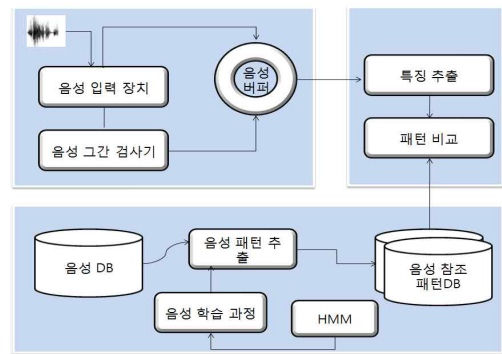 음성 입력 장치
음성 그간 검사기
음성
버퍼
특징 추출
패턴 비교
음성 DB
음성 패턴 추
출
음성 학습 과정
HMM
음성 참조
패턴DB